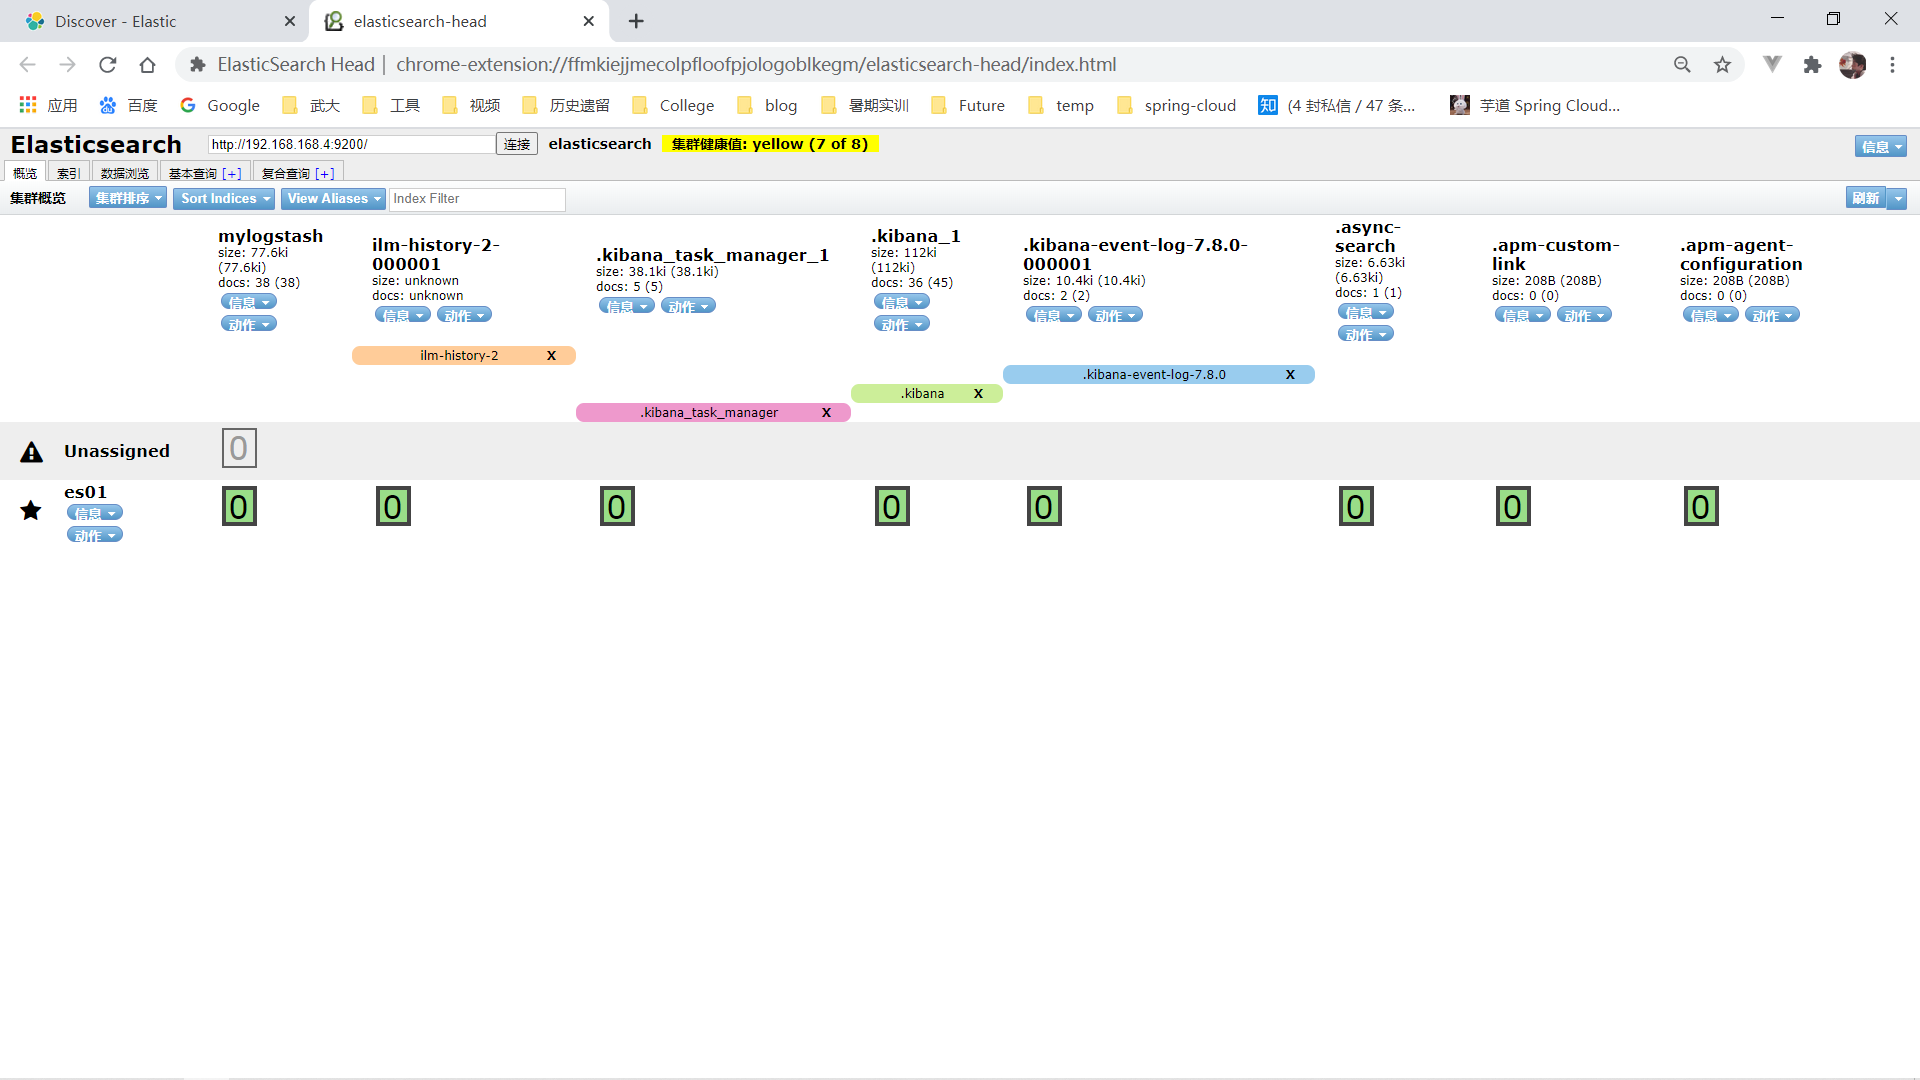 Discover - Elastic
elasticsearch-head
ElasticSearch Head | chrome-extension://ffmkiejjmecolpfloofpjologoblkegm/elasticsearch-head/index.html
应用 百度 Google 武大 工具 视频 历史遗留 College blog 暑期实训 Future temp spring-cloud 知 (4 封私信 / 47 条... 芋道 Spring Cloud...
Elasticsearch http://192.168.168.4:9200/ 连接 elasticsearch 集群健康值: yellow (7 of 8) 信息
概览 索引 数据浏览 基本查询 [+] 复合查询 [+]
集群概览 集群排序 Sort Indices View Aliases Index Filter 刷新
mylogstash
size: 77.6ki
(77.6ki)
docs: 38 (38)
信息
动作
ilm-history-2-
000001
size: unknown
docs: unknown
信息 动作
.kibana_task_manager_1
size: 38.1ki (38.1ki)
docs: 5 (5)
信息 动作
.kibana_1
size: 112ki
(112ki)
docs: 36 (45)
信息
动作
.kibana-event-log-7.8.0-
000001
size: 10.4ki (10.4ki)
docs: 2 (2)
信息 动作
.async-
search
size: 6.63ki
(6.63ki)
docs: 1 (1)
信息
动作
.apm-custom-
link
size: 208B (208B)
docs: 0 (0)
信息 动作
.apm-agent-
configuration
size: 208B (208B)
docs: 0 (0)
信息 动作
ilm-history-2 X
.kibana-event-log-7.8.0 X
.kibana X
.kibana_task_manager X
Unassigned 0
es01 0 0 0 0 0 0 0 0
信息
动作